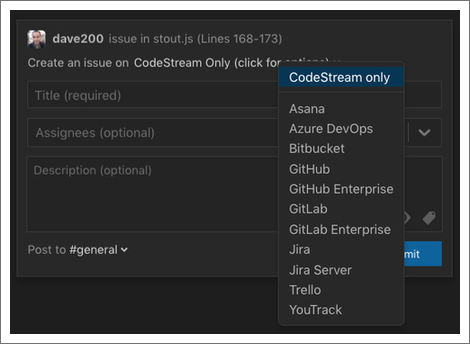 dave200 issue in stout.js (Lines 168-173)
Create an issue on CodeStream Only (click for options)
CodeStream only
Title (required)
Asana
Assignees (optional)
Azure DevOps
Bitbucket
Description (optional)
GitHub
GitHub Enterprise
GitLab
GitLab Enterprise
Post to #general
Jira
Jira Server
Trello
YouTrack